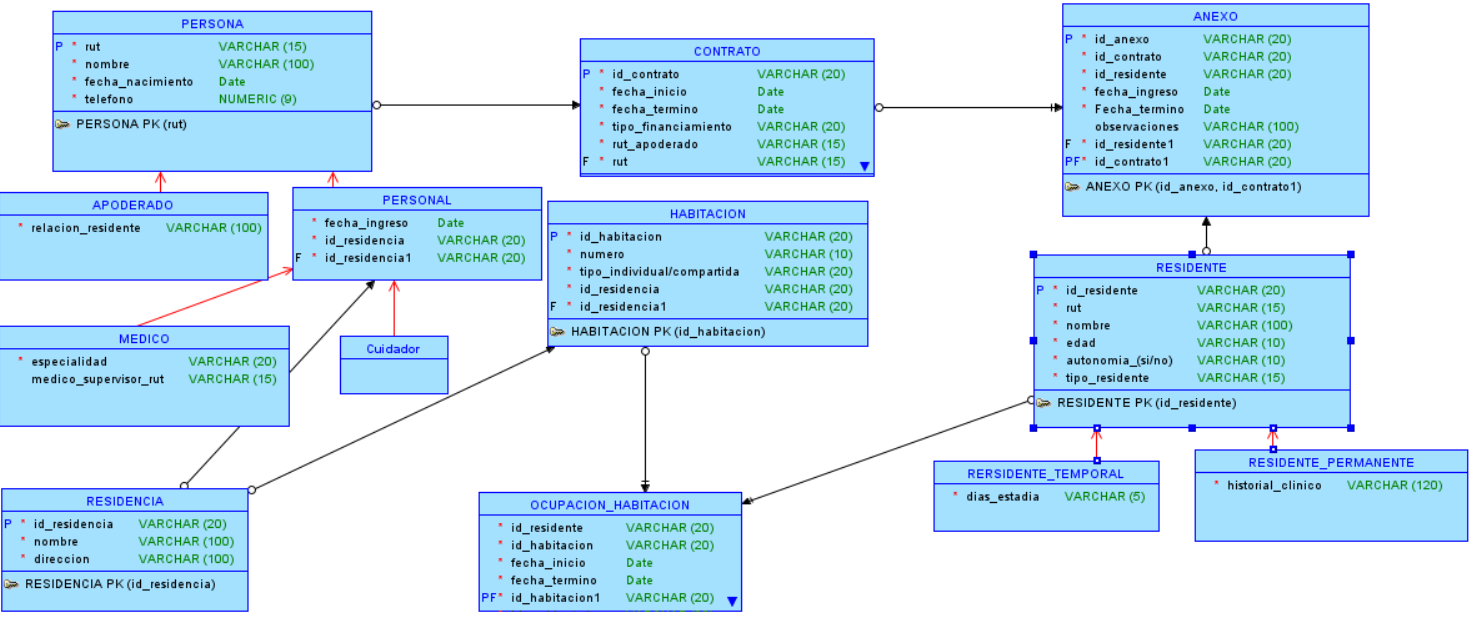 PERSONA
P * rut VARCHAR (15)
* nombre VARCHAR (100)
* fecha_nacimiento Date
* telefono NUMERIC (9)
PERSONA PK (rut)
CONTRATO
P * id_contrato VARCHAR (20)
* fecha_inicio Date
* fecha_termino Date
* tipo_financiamiento VARCHAR (20)
* rut_apoderado VARCHAR (15)
F * rut VARCHAR (15)
ANEXO
P * id_anexo VARCHAR (20)
* id_contrato VARCHAR (20)
* id_residente VARCHAR (20)
* fecha_ingreso Date
* Fecha_termino Date
observaciones VARCHAR (100)
F * id_residente1 VARCHAR (20)
PF* id_contrato1 VARCHAR (20)
ANEXO PK (id_anexo, id_contrato1)
APODERADO
* relacion_residente VARCHAR (100)
PERSONAL
* fecha_ingreso Date
* id_residencia VARCHAR (20)
F * id_residencia1 VARCHAR (20)
HABITACION
P * id_habitacion VARCHAR (20)
* numero VARCHAR (10)
* tipo_individual/compartida VARCHAR (20)
* id_residencia VARCHAR (20)
F * id_residencia1 VARCHAR (20)
HABITACION PK (id_habitacion)
RESIDENTE
P * id_residente VARCHAR (20)
* rut VARCHAR (15)
* nombre VARCHAR (100)
* edad VARCHAR (10)
* autonomia_(si/no) VARCHAR (10)
* tipo_residente VARCHAR (15)
RESIDENTE PK (id_residente)
MEDICO
* especialidad VARCHAR (20)
medico_supervisor_rut VARCHAR (15)
Cuidador
RERSIDENTE_TEMPORAL
* dias_estadia VARCHAR (5)
RESIDENTE_PERMANENTE
* historial_clinico VARCHAR (120)
RESIDENCIA
P * id_residencia VARCHAR (20)
* nombre VARCHAR (100)
* direccion VARCHAR (100)
RESIDENCIA PK (id_residencia)
OCUPACION_HABITACION
* id_residente VARCHAR (20)
* id_habitacion VARCHAR (20)
* fecha_inicio Date
* fecha_termino Date
PF* id_habitacion1 VARCHAR (20)